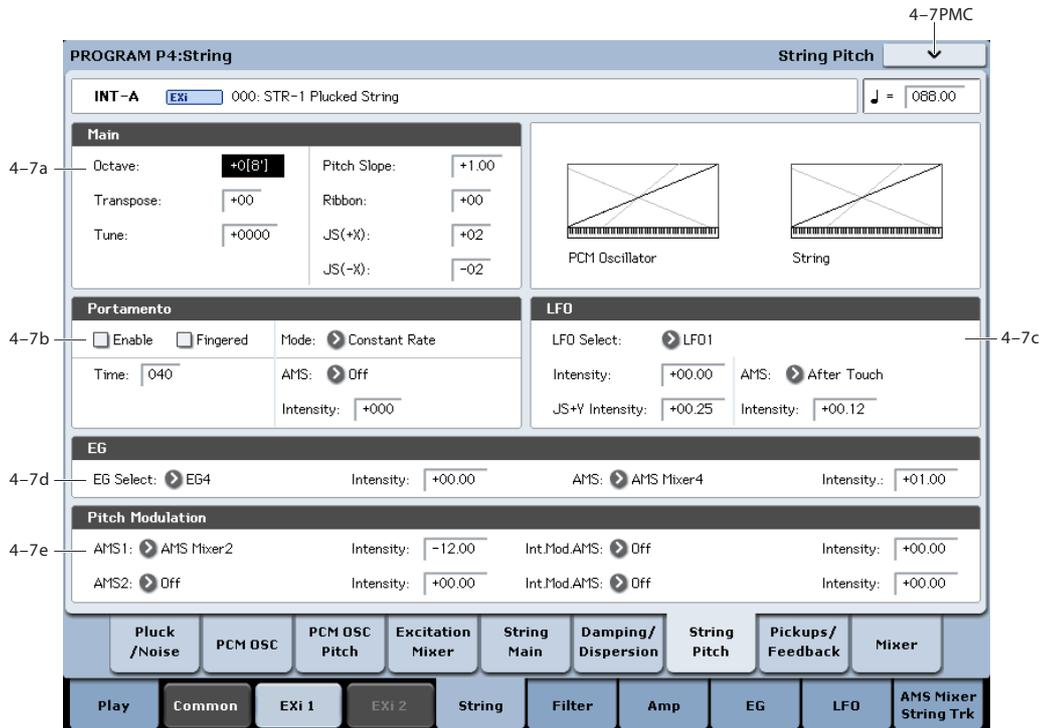 4–7PMC
PROGRAM P4:String
String Pitch
INT-A EXi 000: STR-1 Plucked String
♩ = 088.00
Main
4–7a
Octave: +0[8'] Pitch Slope: +1.00
Transpose: +00 Ribbon: +00
Tune: +0000 JS(+X): +02
JS(-X): -02
PCM Oscillator String
Portamento
4–7b
Enable Fingered Mode: Constant Rate
Time: 040 AMS: Off
Intensity: +000
LFO
LFO Select: LFO1
4–7c
Intensity: +00.00 AMS: After Touch
JS+Y Intensity: +00.25 Intensity: +00.12
EG
4–7d
EG Select: EG4 Intensity: +00.00 AMS: AMS Mixer4 Intensity.: +01.00
Pitch Modulation
4–7e
AMS1: AMS Mixer2 Intensity: -12.00 Int.Mod.AMS: Off Intensity: +00.00
AMS2: Off Intensity: +00.00 Int.Mod.AMS: Off Intensity: +00.00
Pluck
/Noise
PCM OSC
PCM OSC
Pitch
Excitation
Mixer
String
Main
Damping/
Dispersion
String
Pitch
Pickups/
Feedback
Mixer
Play
Common
EXi 1
EXi 2
String
Filter
Amp
EG
LFO
AMS Mixer
String Trk